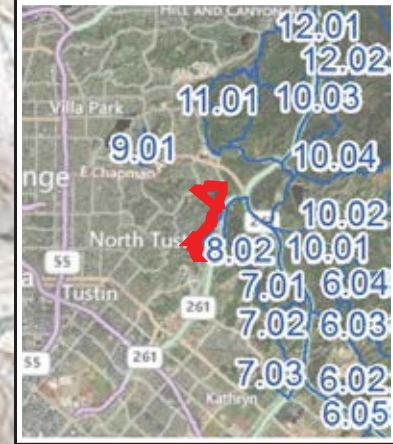 HILL AND CANYON
12.01
12.02
Villa Park
11.01 10.03
9.01
E Chapman
10.04
nge
10.02
North Tus
8.02 10.01
55
7.01 6.04
Tustin
261
7.02 6.03
55
261
7.03 6.02
Kathryn
6.05